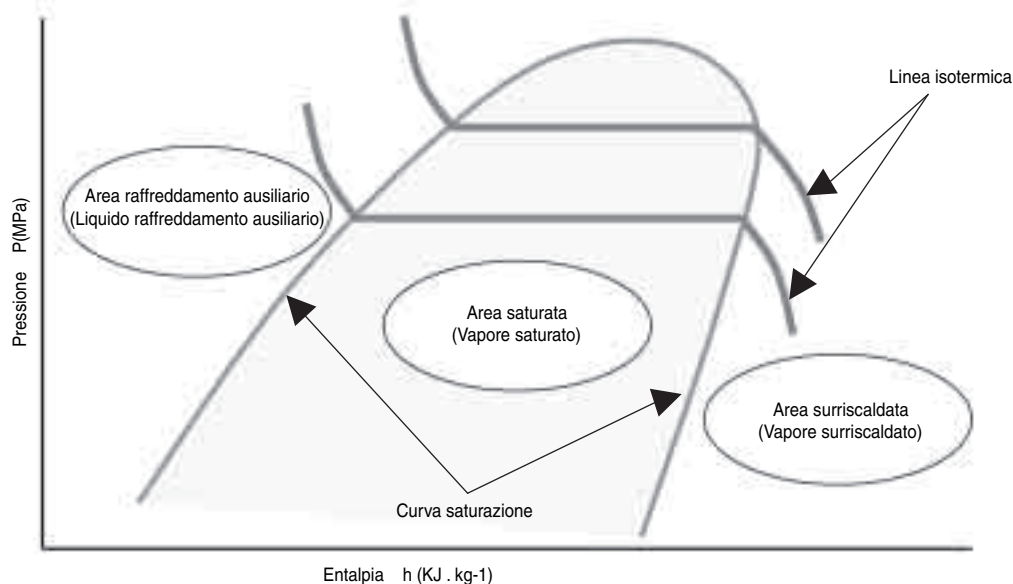 Linea isotermica
Area raffreddamento ausiliario
(Liquido raffreddamento ausiliario)
Pressione P(MPa)
Area saturata
(Vapore saturato)
Area surriscaldata
(Vapore surriscaldato)
Curva saturazione
Entalpia h (KJ . kg-1)